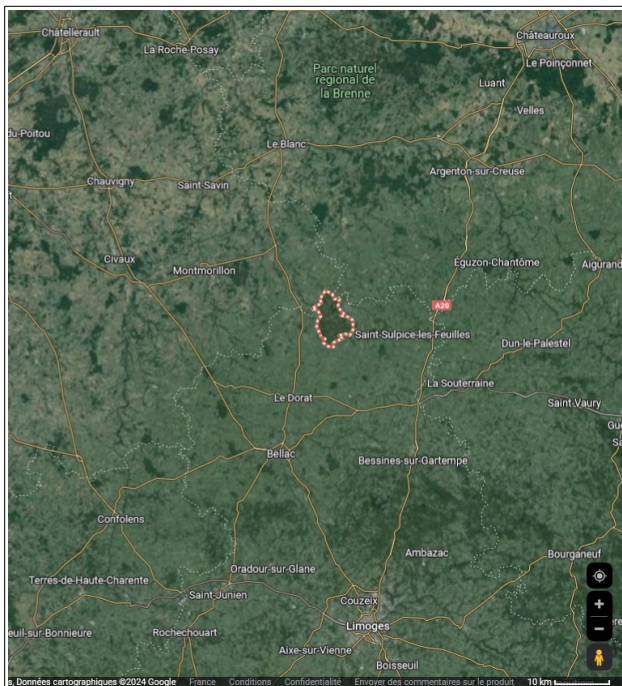 Châtellerault
La Roche-Posay
Châteauroux
Le Poinçonnet
Parc naturel
régional de
la Brenne
Luant
Velles
du-Poitou
Le Blanc
Chauvigny
Saint-Savin
Argenton-sur-Creuse
t
Civaux
Montmorillon
Éguzon-Chantôme
Aigurand
A20
Saint-Sulpice-les-Feuilles
Dun-le-Palestel
La Souterraine
Le Dorat
Saint-Vaury
Gu
Sa
Bellac
Bessines-sur-Gartempe
Confolens
Ambazac
Bourganeuf
Oradour-sur-Glane
Terres-de-Haute-Charente
Saint-Junien
Couzeix
Limoges
euil-sur-Bonnieure
Rochechouart
Aixe-sur-Vienne
Boisseuil
s, Données cartographiques ©2024 Google France Conditions Confidentialité Envoyer des commentaires sur le produit 10 km